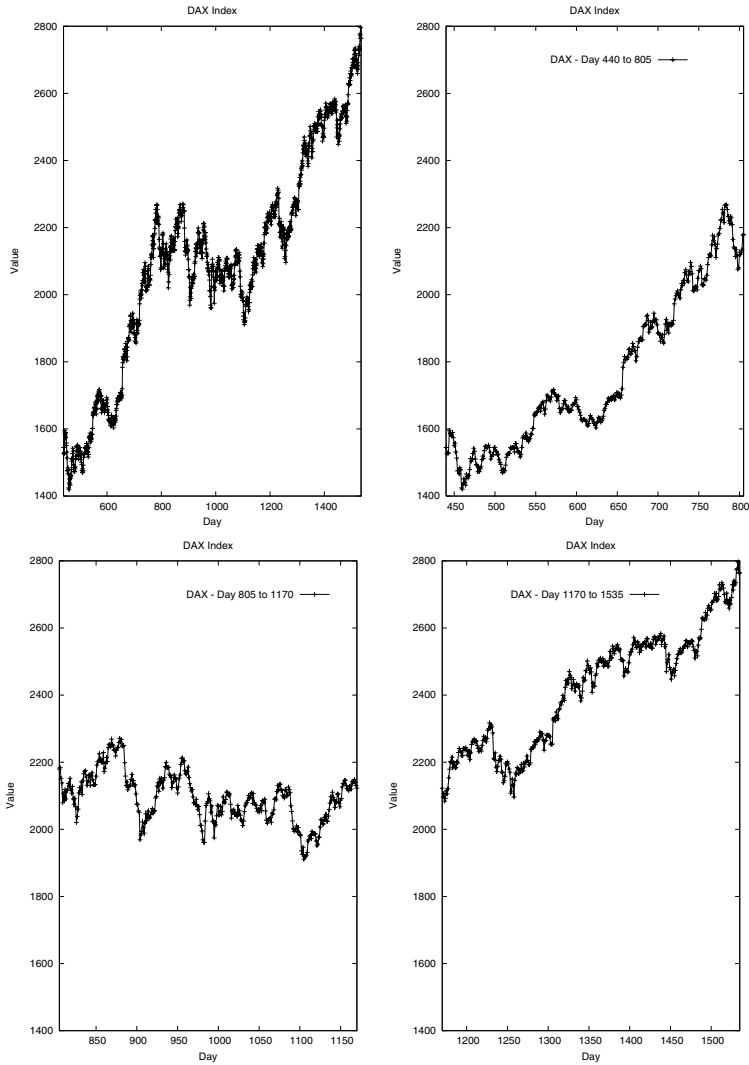 DAX Index
2800
2600
2400
2200
2000
1800
1600
1400
Value
600 800 1000 1200 1400
Day
DAX Index
DAX - Day 440 to 805
2800
2600
2400
2200
2000
1800
1600
1400
Value
450 500 550 600 650 700 750 800
Day
DAX Index
DAX - Day 805 to 1170
2800
2600
2400
2200
2000
1800
1600
1400
Value
850 900 950 1000 1050 1100 1150
Day
DAX Index
DAX - Day 1170 to 1535
2800
2600
2400
2200
2000
1800
1600
1400
Value
1200 1250 1300 1350 1400 1450 1500
Day